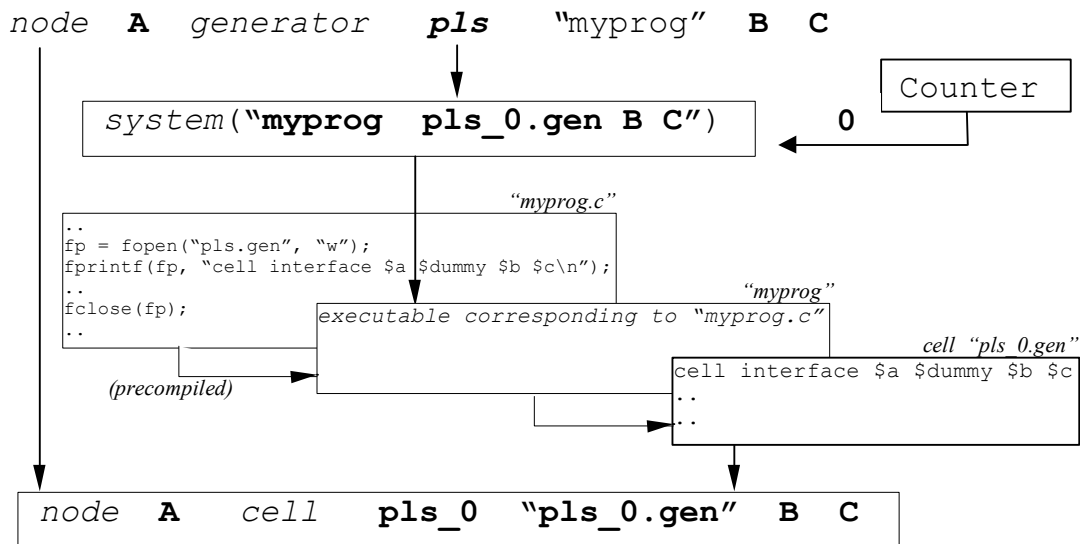 node A generator pls “myprog” B C
Counter
system(“myprog pls_0.gen B C”)
0
“myprog.c”
..
fp = fopen(“pls.gen”, “w”);
fprintf(fp, “cell interface $a $dummy $b $c\n”);
..
fclose(fp);
..
“myprog”
executable corresponding to “myprog.c”
(precompiled)
cell “pls_0.gen”
cell interface $a $dummy $b $c
..
..
node A cell pls_0 “pls_0.gen” B C